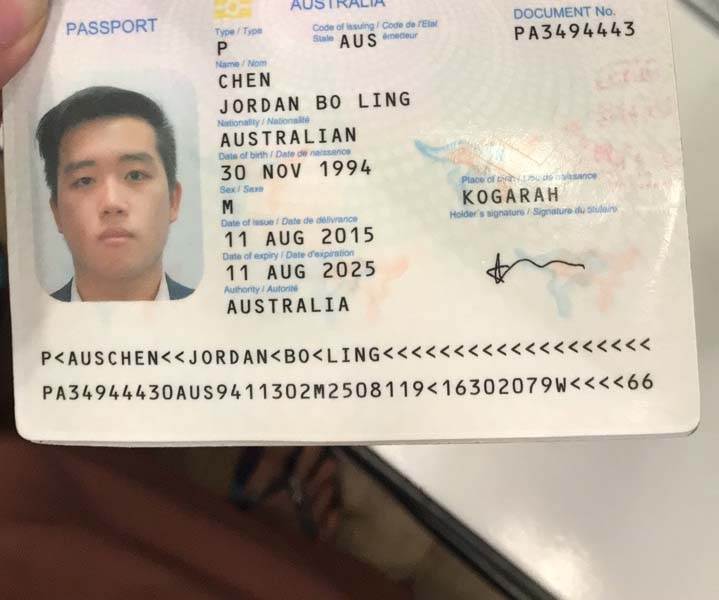 AUSTRALIA
PASSPORT
Type / Type
Code of issuing / Code de l'Etat
State
émetteur
DOCUMENT No.
P
AUS
PA3494443
Name / Nom
CHEN
JORDAN BO LING
Nationality / Nationalité
AUSTRALIAN
Date of birth / Date de naissance
30 NOV 1994
Sex / Sexe
Place of birth / Lieu de naissance
M
KOGARAH
Date of issue / Date de délivrance
Holder's signature / Signature du titulaire
11 AUG 2015
Date of expiry / Date d'expiration
11 AUG 2025
Authority / Autorité
AUSTRALIA
P<AUSCHEN<<JORDAN<BO<LING<<<<<<<<<<<<<<<<<<<
PA34944430AUS9411302M2508119<16302079W<<<<66